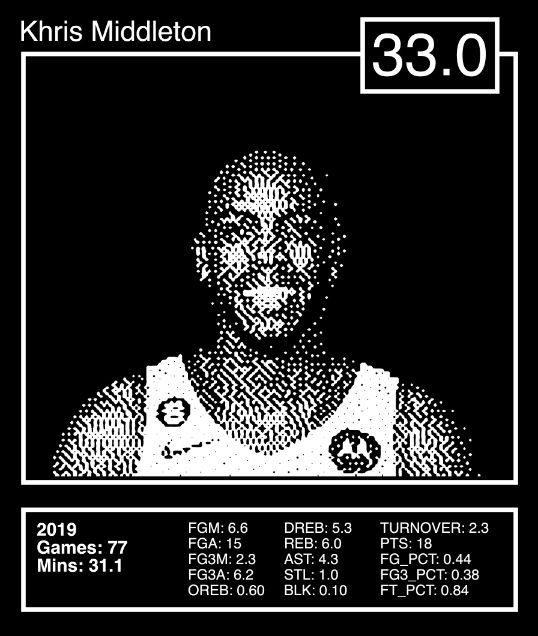 Khris Middleton
33.0
2019
Games: 77
Mins: 31.1
FGM: 6.6
FGA: 15
FG3M: 2.3
FG3A: 6.2
OREB: 0.60
DREB: 5.3
REB: 6.0
AST: 4.3
STL: 1.0
BLK: 0.10
TURNOVER: 2.3
PTS: 18
FG_PCT: 0.44
FG3_PCT: 0.38
FT_PCT: 0.84